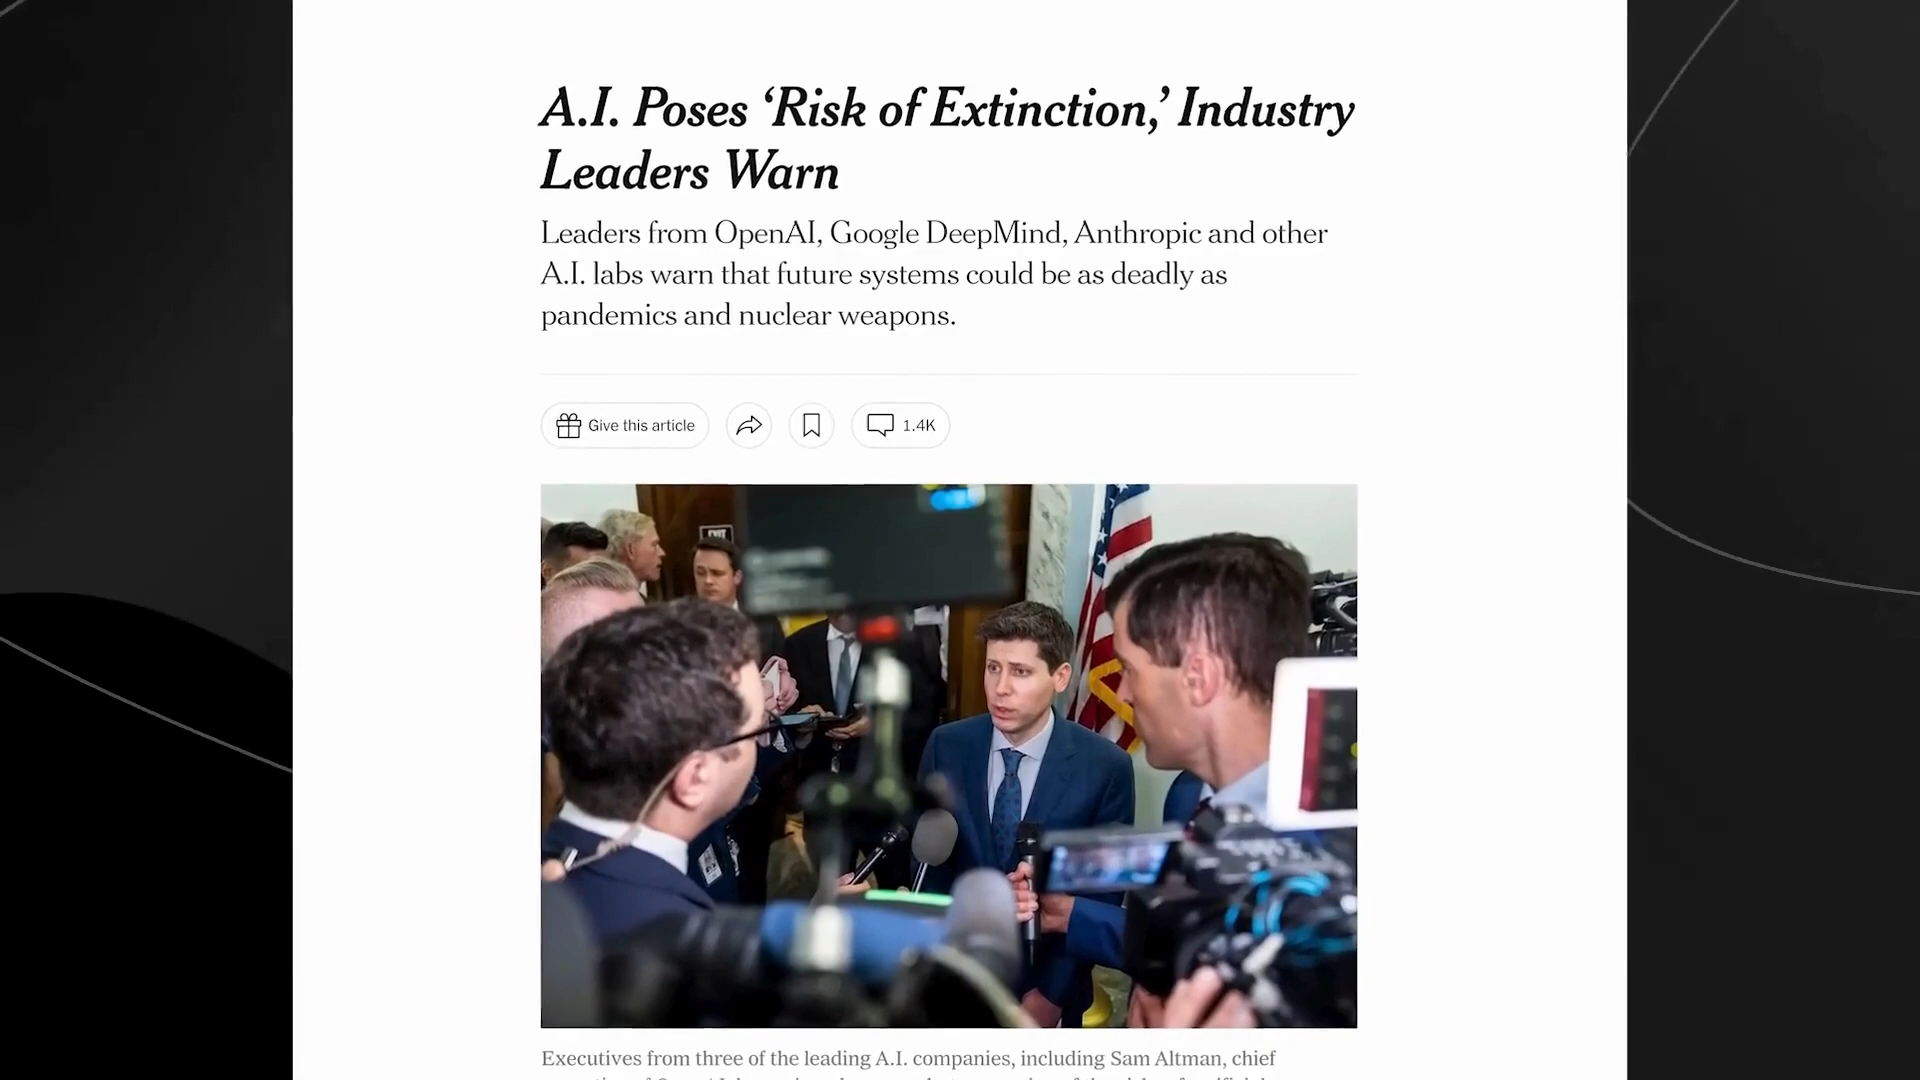 A.I. Poses ‘Risk of Extinction,’ Industry
Leaders Warn
Leaders from OpenAI, Google DeepMind, Anthropic and other
A.I. labs warn that future systems could be as deadly as
pandemics and nuclear weapons.
Give this article
1.4K
EXIT
Executives from three of the leading A.I. companies, including Sam Altman, chief